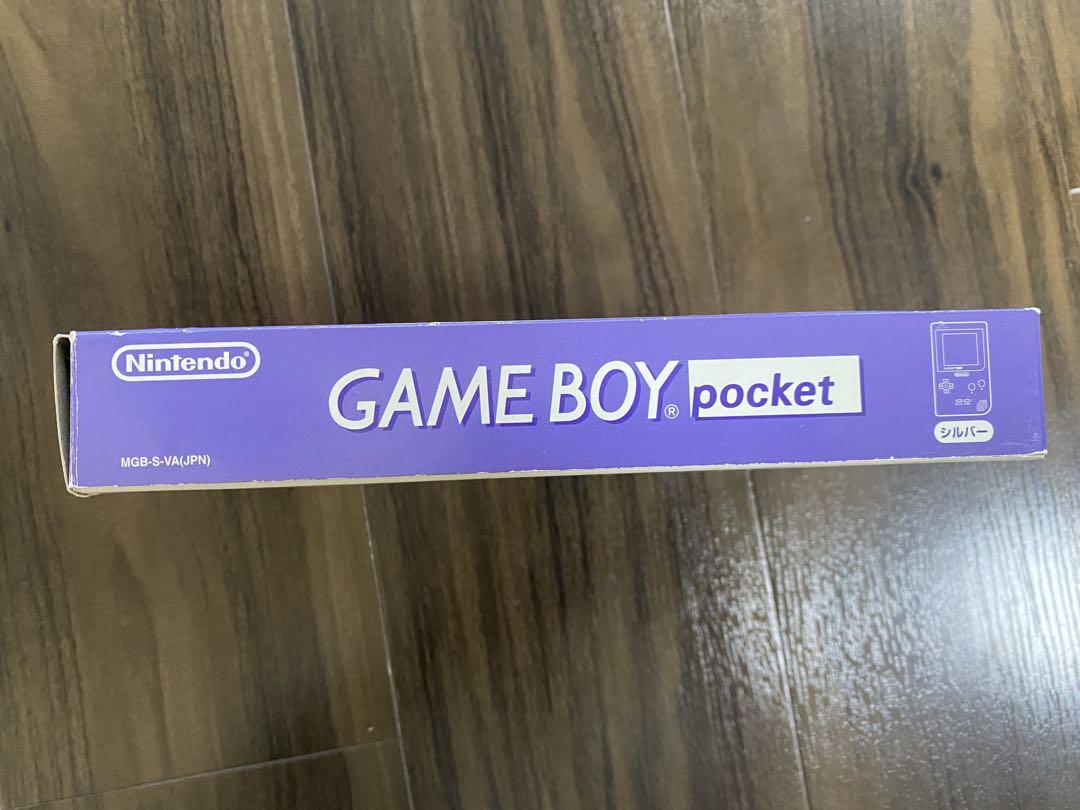 Nintendo®
GAME BOY® pocket
MGB-S-VA(JPN)
シルバー